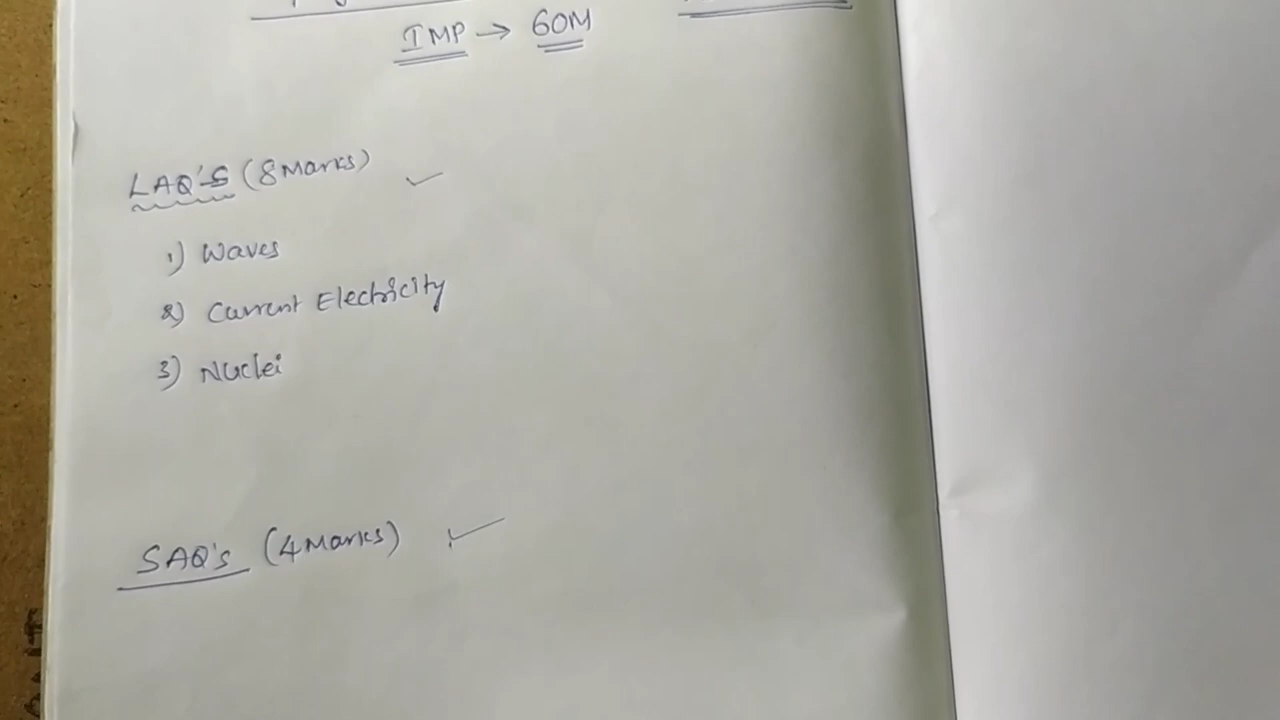 IMP → 60M
LAQ'S (8Marks)
1) Waves
2) Current Electricity
3) Nuclei
SAQ's (4Marks)